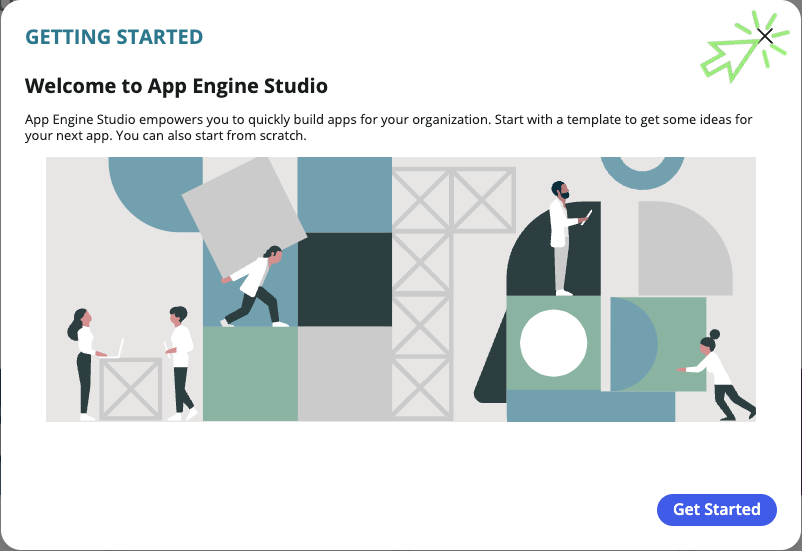 GETTING STARTED
Welcome to App Engine Studio
App Engine Studio empowers you to quickly build apps for your organization. Start with a template to get some ideas for
your next app. You can also start from scratch.
Get Started